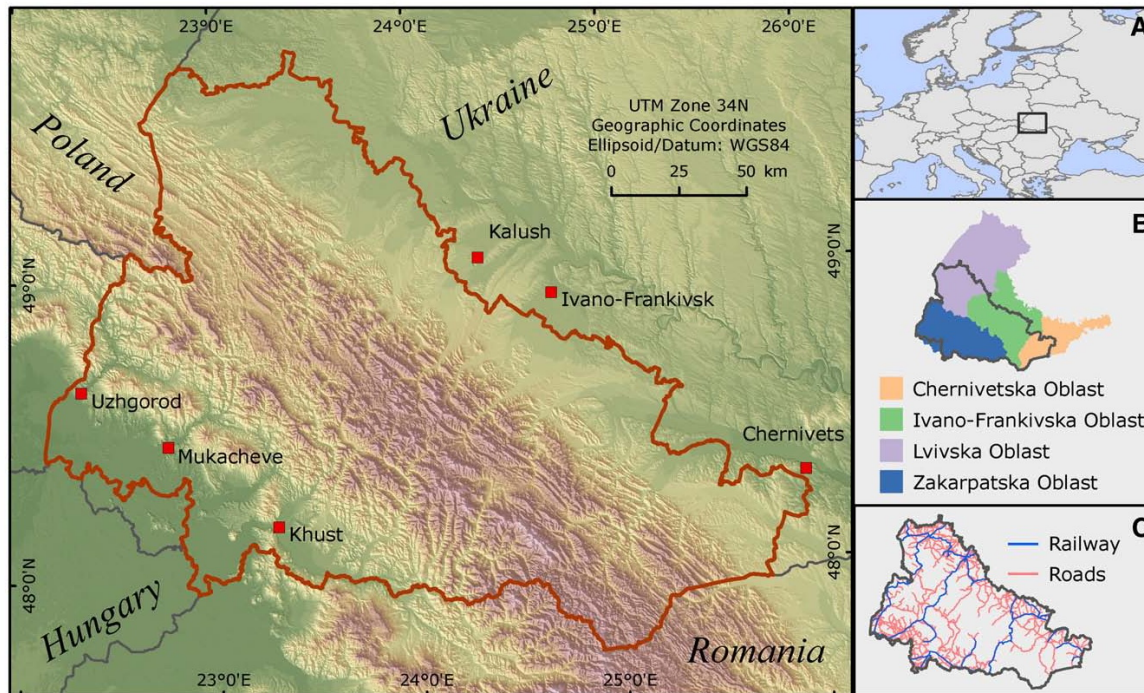 23°0'E
24°0'E
25°0'E
26°0'E
Ukraine
Poland
UTM Zone 34N
Geographic Coordinates
Ellipsoid/Datum: WGS84
0 25 50 km
Kalush
Ivano-Frankivsk
49°0'N
49°0'N
Uzhgorod
Mukacheve
Chernivets
Khust
48°0'N
48°0'N
Hungary
Romania
23°0'E
24°0'E
25°0'E
A
B
Chernivetska Oblast
Ivano-Frankivska Oblast
Lvivska Oblast
Zakarpatska Oblast
C
Railway
Roads